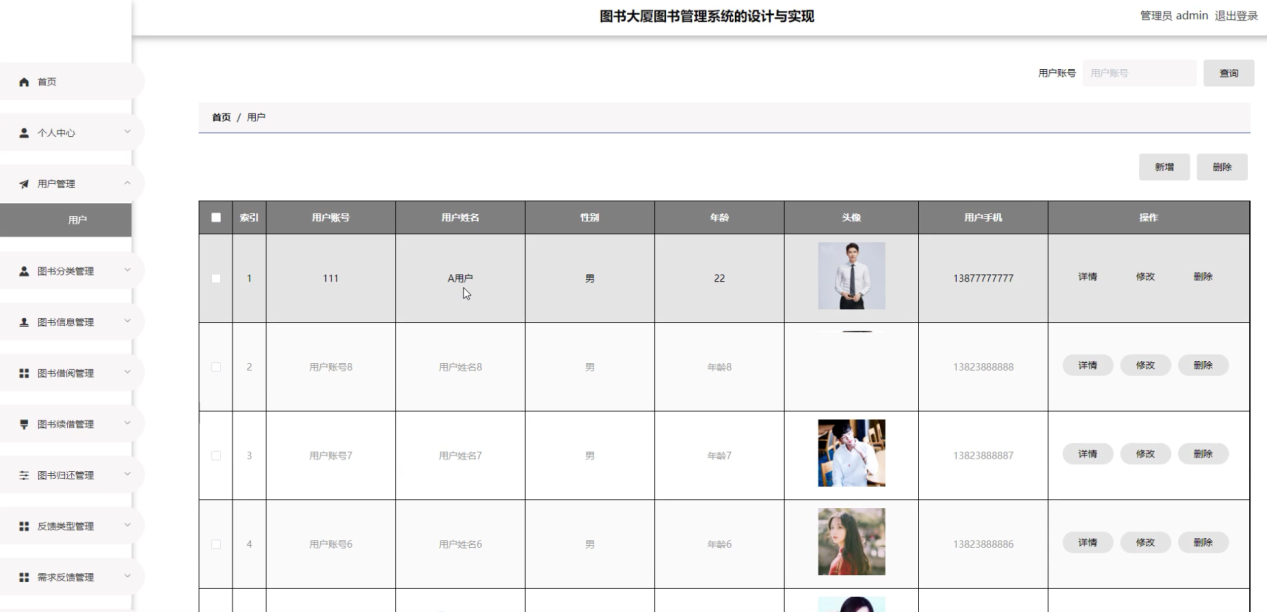 图书大厦图书管理系统的设计与实现
管理员 admin 退出登录
首页
个人中心
用户管理
用户
图书分类管理
图书信息管理
图书借阅管理
图书续借管理
图书归还管理
反馈类型管理
需求反馈管理
用户账号 用户账号 查询
首页 / 用户
新增 删除
索引 用户账号 用户姓名 性别 年龄 头像 用户手机 操作
1 111 A用户 男 22 13877777777 详情 修改 删除
2 用户账号8 用户姓名8 男 年龄8 13823888888 详情 修改 删除
3 用户账号7 用户姓名7 男 年龄7 13823888887 详情 修改 删除
4 用户账号6 用户姓名6 男 年龄6 13823888886 详情 修改 删除